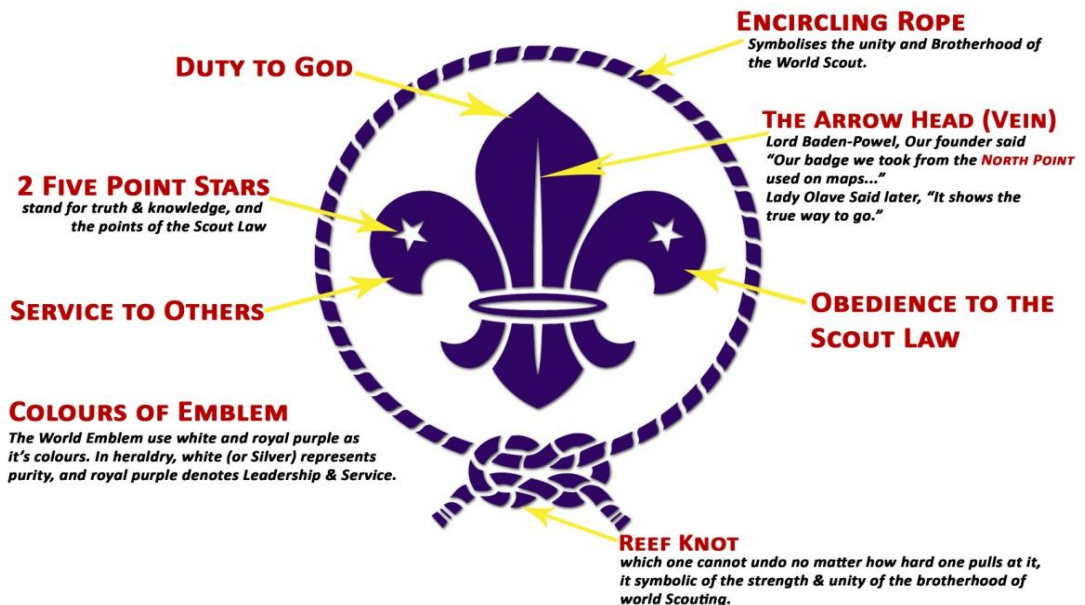 ENCIRCLING ROPE
Symbolises the unity and Brotherhood of
the World Scout.
DUTY TO GOD
THE ARROW HEAD (VEIN)
Lord Baden-Powel, Our founder said
“Our badge we took from the NORTH POINT
used on maps...”
Lady Olave Said later, “It shows the
true way to go.”
2 FIVE POINT STARS
stand for truth & knowledge, and
the points of the Scout Law
SERVICE TO OTHERS
OBEDIENCE TO THE
SCOUT LAW
COLOURS OF EMBLEM
The World Emblem use white and royal purple as
it’s colours. In heraldry, white (or Silver) represents
purity, and royal purple denotes Leadership & Service.
REEF KNOT
which one cannot undo no matter how hard one pulls at it,
it symbolic of the strength & unity of the brotherhood of
world Scouting.